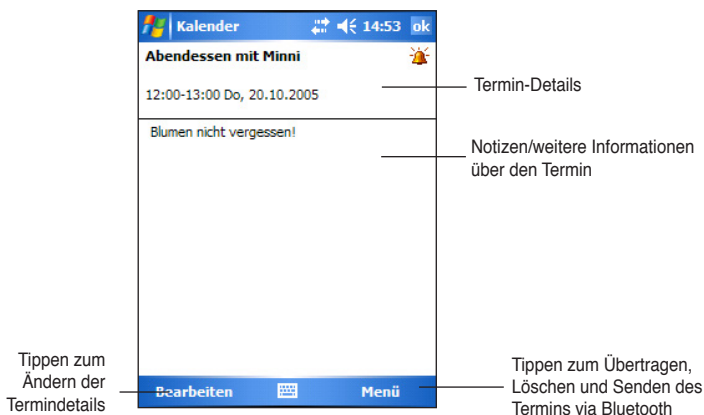 Kalender 14:53 ok
Abendessen mit Minni
12:00-13:00 Do, 20.10.2005
Termin-Details
Blumen nicht vergessen!
Notizen/weitere Informationen
über den Termin
Tippen zum
Ändern der
Termindetails
Bearbeiten Menü
Tippen zum Übertragen,
Löschen und Senden des
Termins via Bluetooth